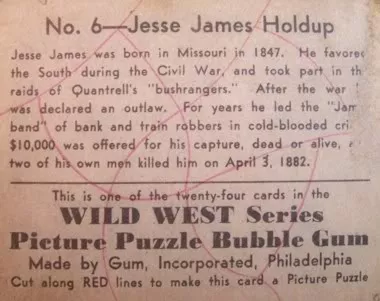 No. 6—Jesse James Holdup
Jesse James was born in Missouri in 1847. He
the South during the Civil War, and took part in
raids of Quantrell's "bushrangers." After the war
was declared an outlaw. For years he led the
band" of bank and train robbers in cold-blooded
$10,000 was offered for his capture, dead or alive,
two of his own men killed him on April 3, 1882.
This is one of the twenty-four cards in the
WILD WEST Series
Picture Puzzle Bubble Gum
Made by Gum, Incorporated, Philadelphia
Cut along RED lines to make this card a Picture Puzzle